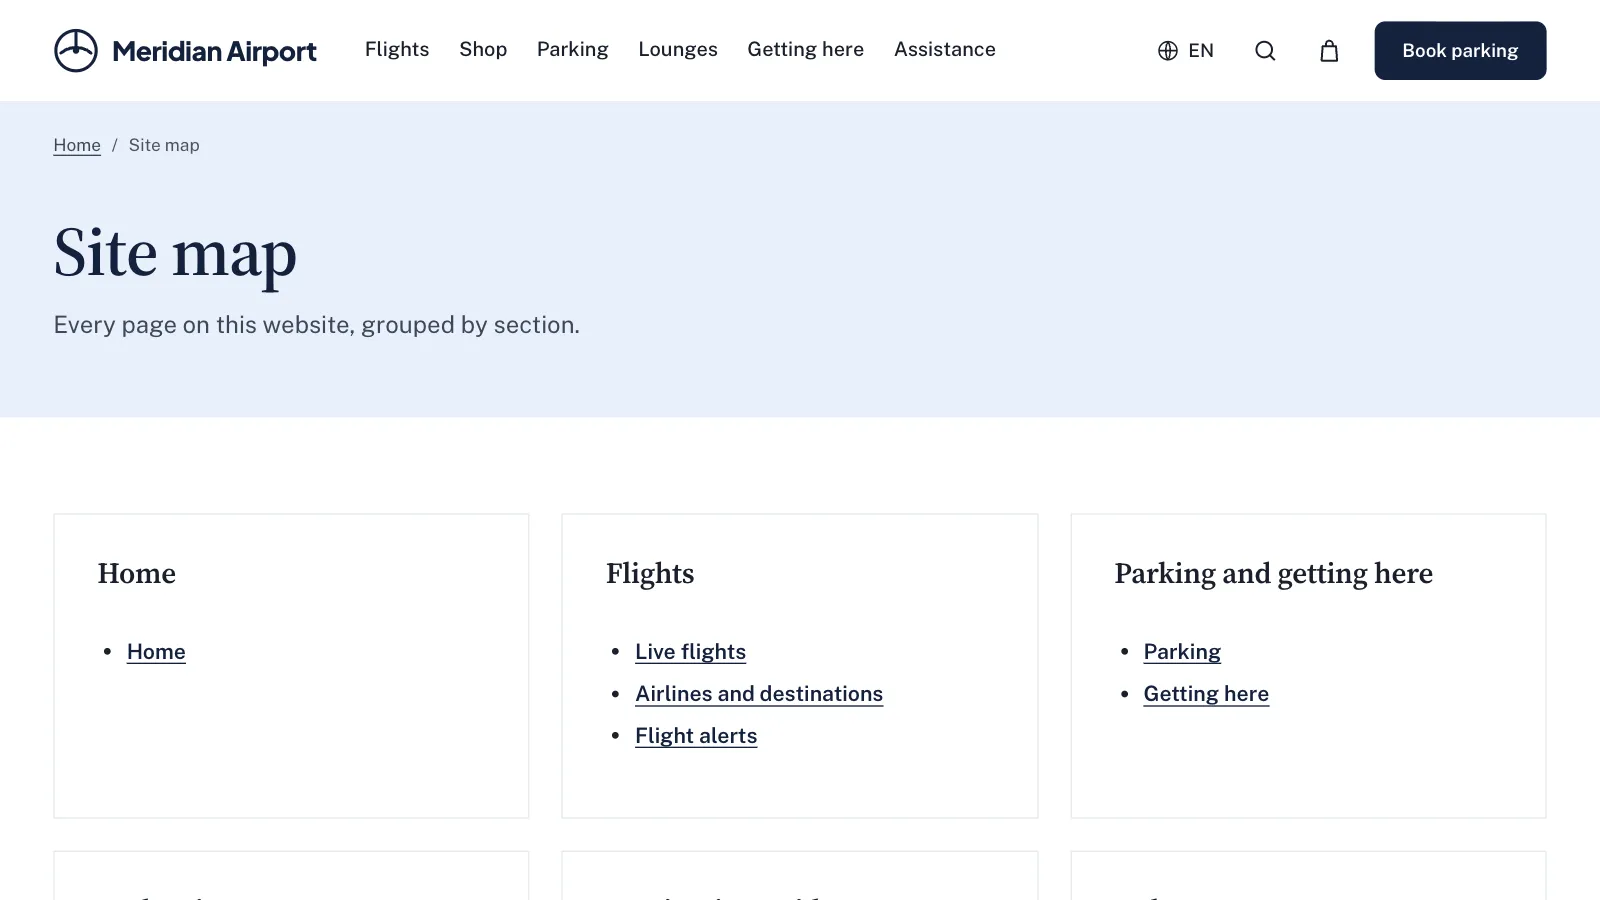 Meridian Airport Flights Shop Parking Lounges Getting here Assistance EN Book parking
Home / Site map
Site map
Every page on this website, grouped by section.
Home
Home
Flights
Live flights
Airlines and destinations
Flight alerts
Parking and getting here
Parking
Getting here